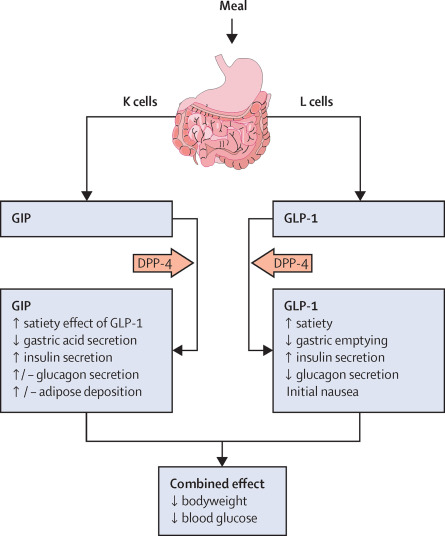 Meal
K cells
L cells
GIP
GLP-1
DPP-4
DPP-4
GIP
↑ satiety effect of GLP-1
↓ gastric acid secretion
↑ insulin secretion
↑/– glucagon secretion
↑/– adipose deposition
GLP-1
↑ satiety
↓ gastric emptying
↑ insulin secretion
↓ glucagon secretion
Initial nausea
Combined effect
↓ bodyweight
↓ blood glucose